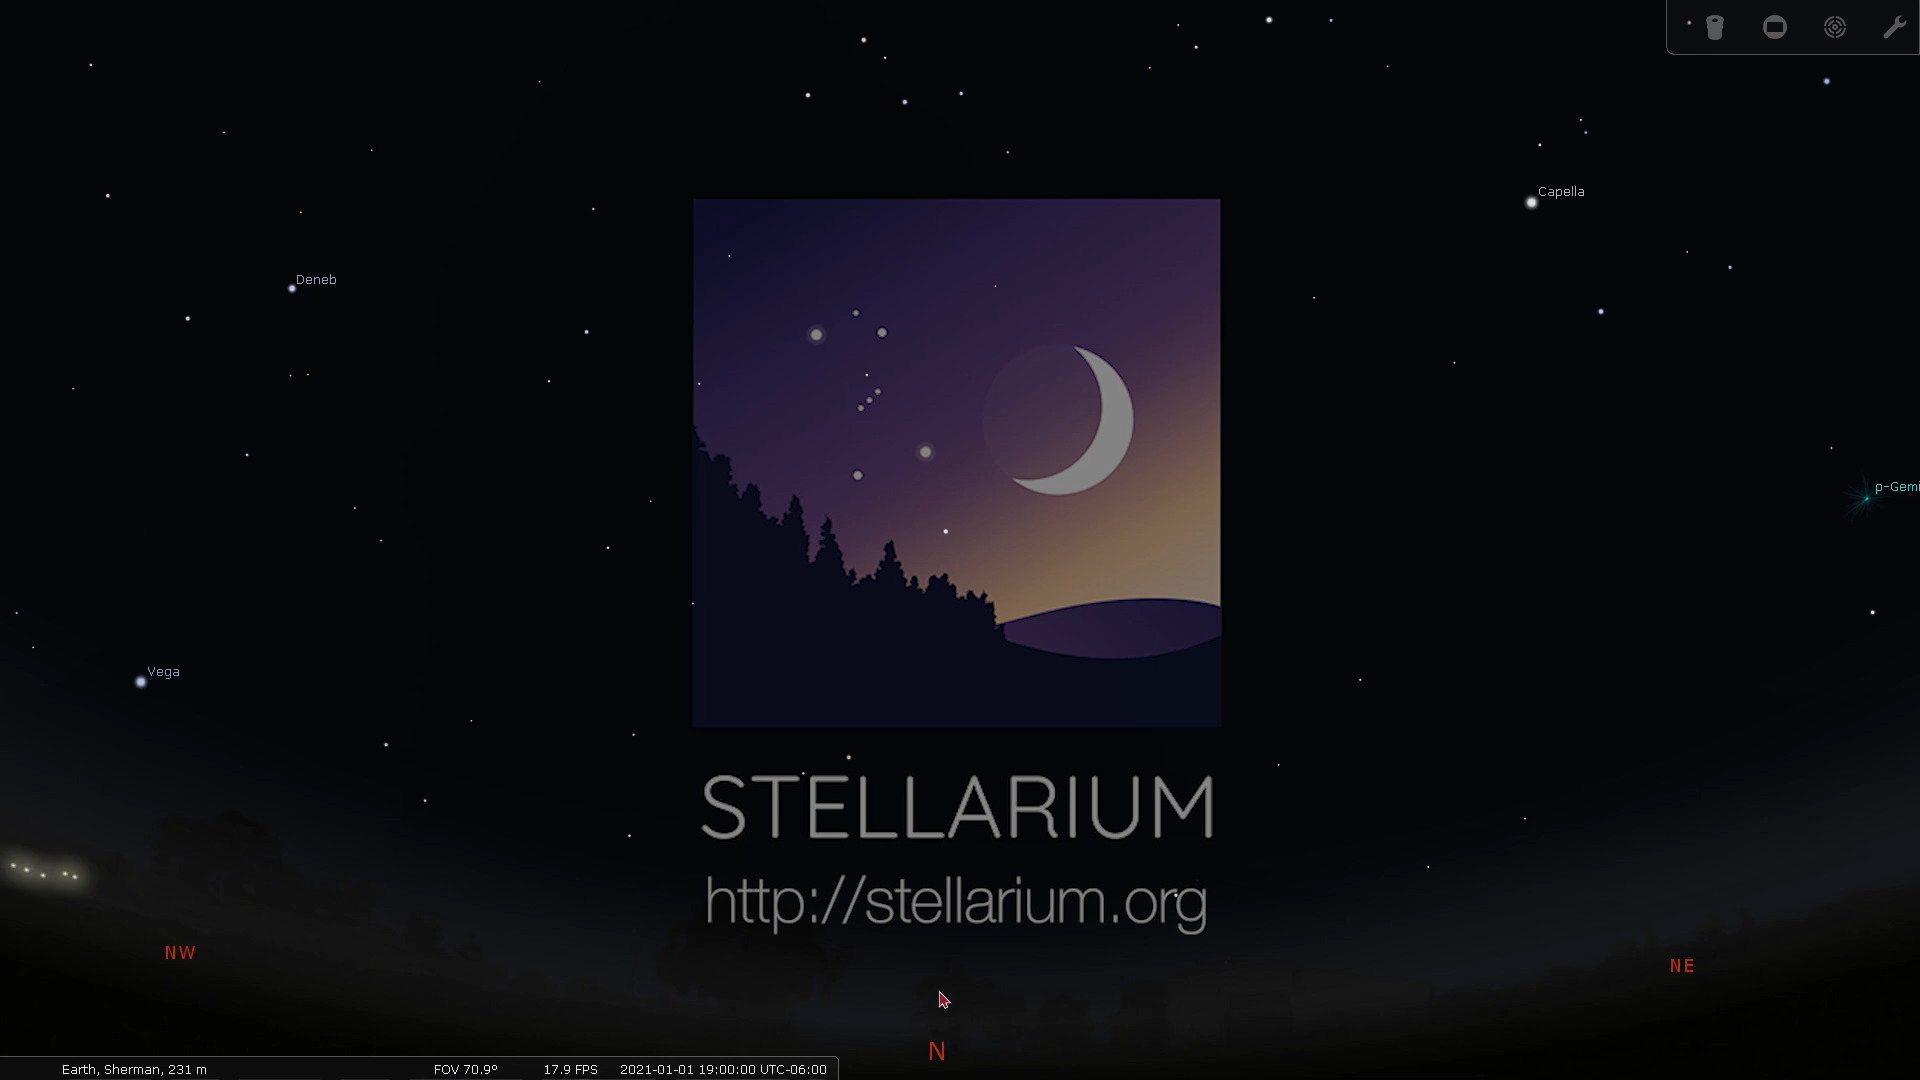 Capella
Deneb
ρ-Gemi
Vega
STELLARIUM
http://stellarium.org
NW
NE
N
Earth, Sherman, 231 m
FOV 70.9°
17.9 FPS
2021-01-01 19:00:00 UTC-06:00